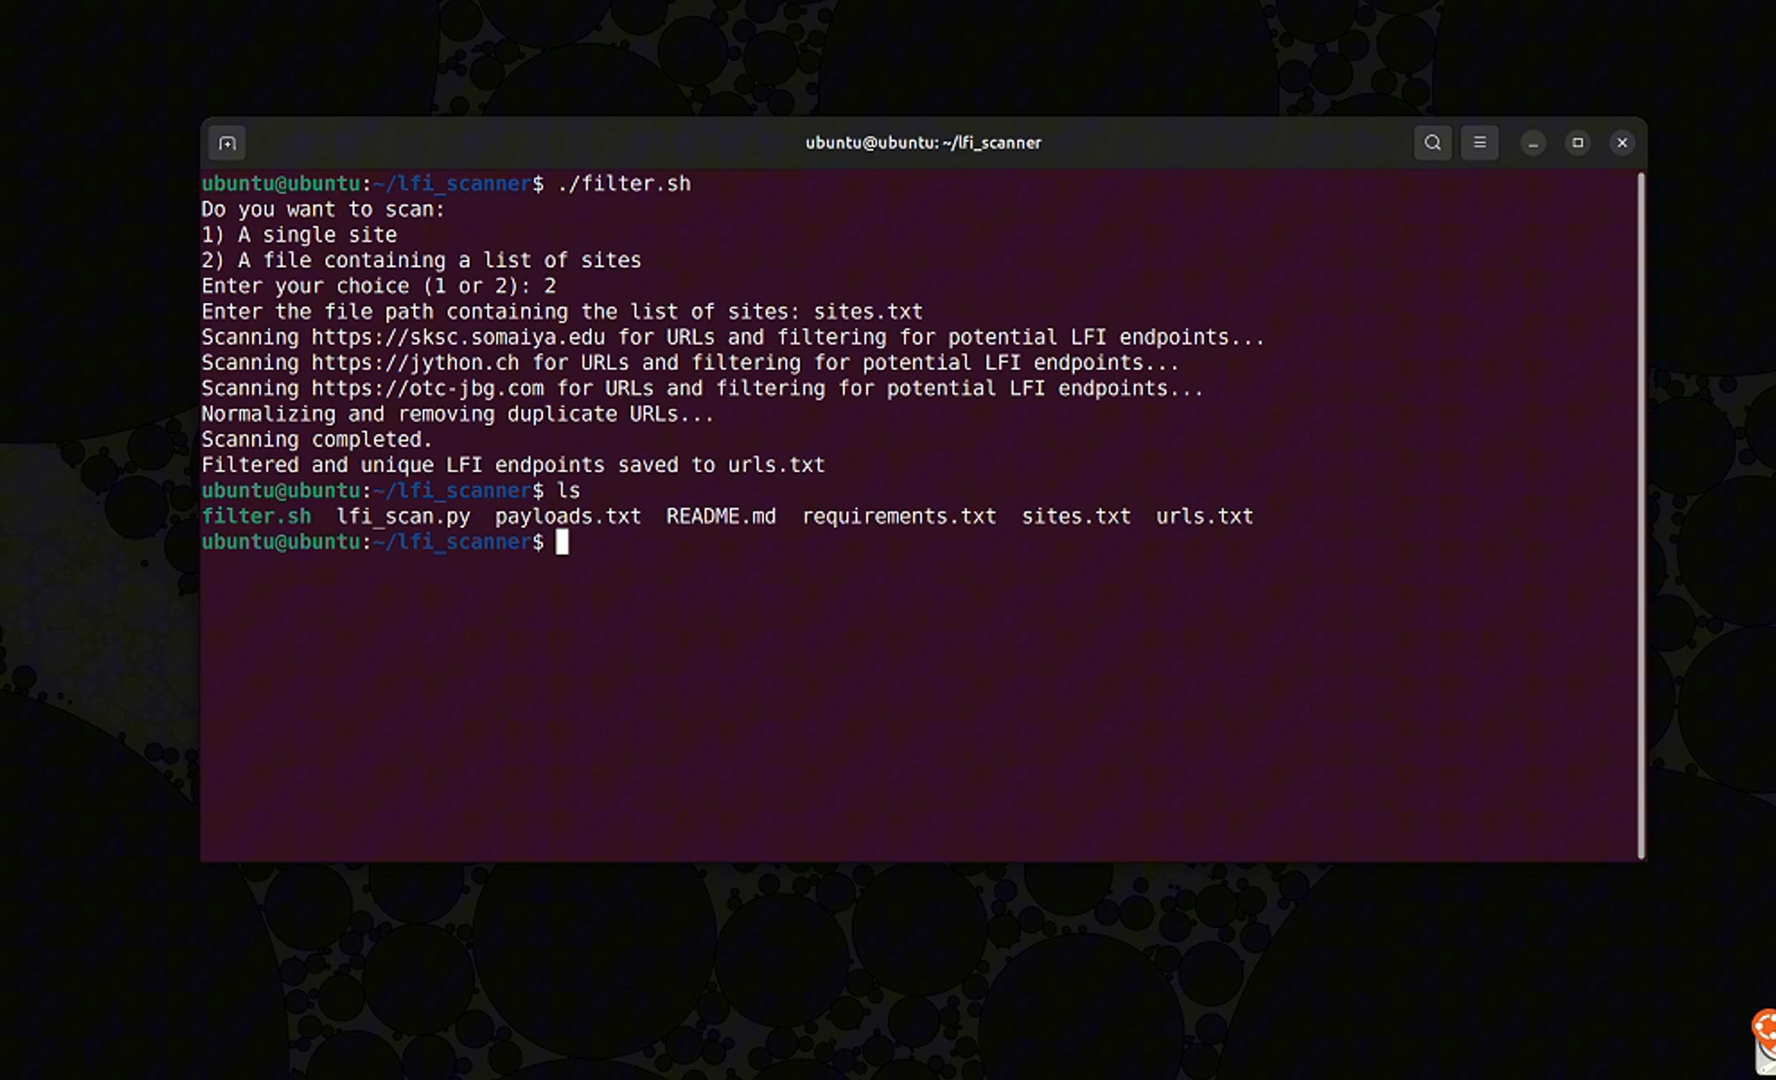 ubuntu@ubuntu: ~/lfi_scanner
ubuntu@ubuntu:~/lfi_scanner$ ./filter.sh
Do you want to scan:
1) A single site
2) A file containing a list of sites
Enter your choice (1 or 2): 2
Enter the file path containing the list of sites: sites.txt
Scanning https://sksc.somaiya.edu for URLs and filtering for potential LFI endpoints...
Scanning https://jython.ch for URLs and filtering for potential LFI endpoints...
Scanning https://otc-jbg.com for URLs and filtering for potential LFI endpoints...
Normalizing and removing duplicate URLs...
Scanning completed.
Filtered and unique LFI endpoints saved to urls.txt
ubuntu@ubuntu:~/lfi_scanner$ ls
filter.sh  lfi_scan.py  payloads.txt  README.md  requirements.txt  sites.txt  urls.txt
ubuntu@ubuntu:~/lfi_scanner$